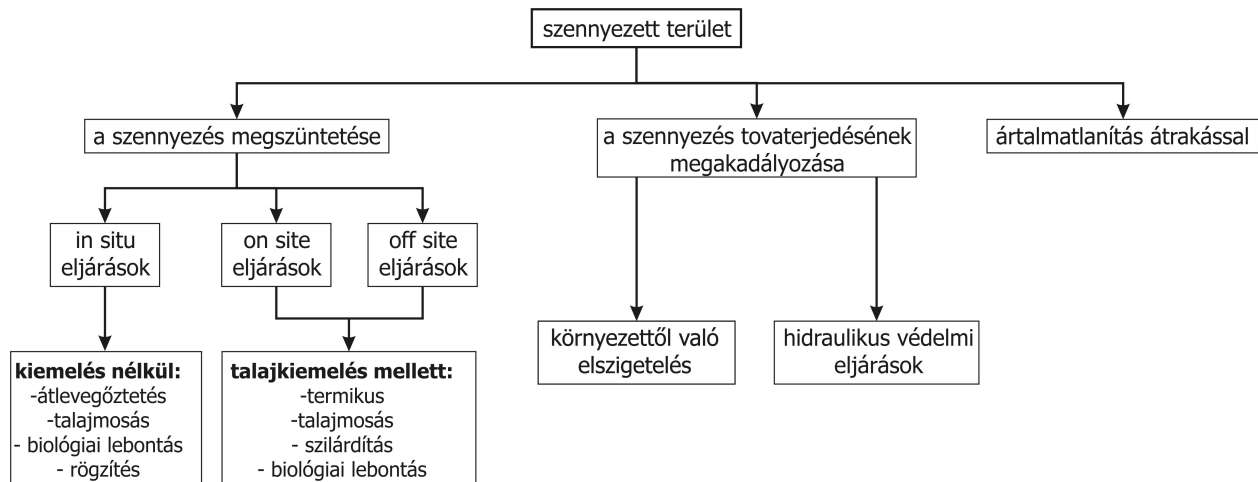 szennyezett terület
a szennyezés megszüntetése
a szennyezés tovaterjedésének
megakadályozása
ártalmatlanítás átrakással
in situ
eljárások
on site
eljárások
off site
eljárások
környezettől való
elszigetelés
hidraulikus védelmi
eljárások
kiemelés nélkül:
-átlevegőztetés
-talajmosás
- biológiai lebontás
- rögzítés
talajkiemelés mellett:
-termikus
-talajmosás
- szilárdítás
- biológiai lebontás